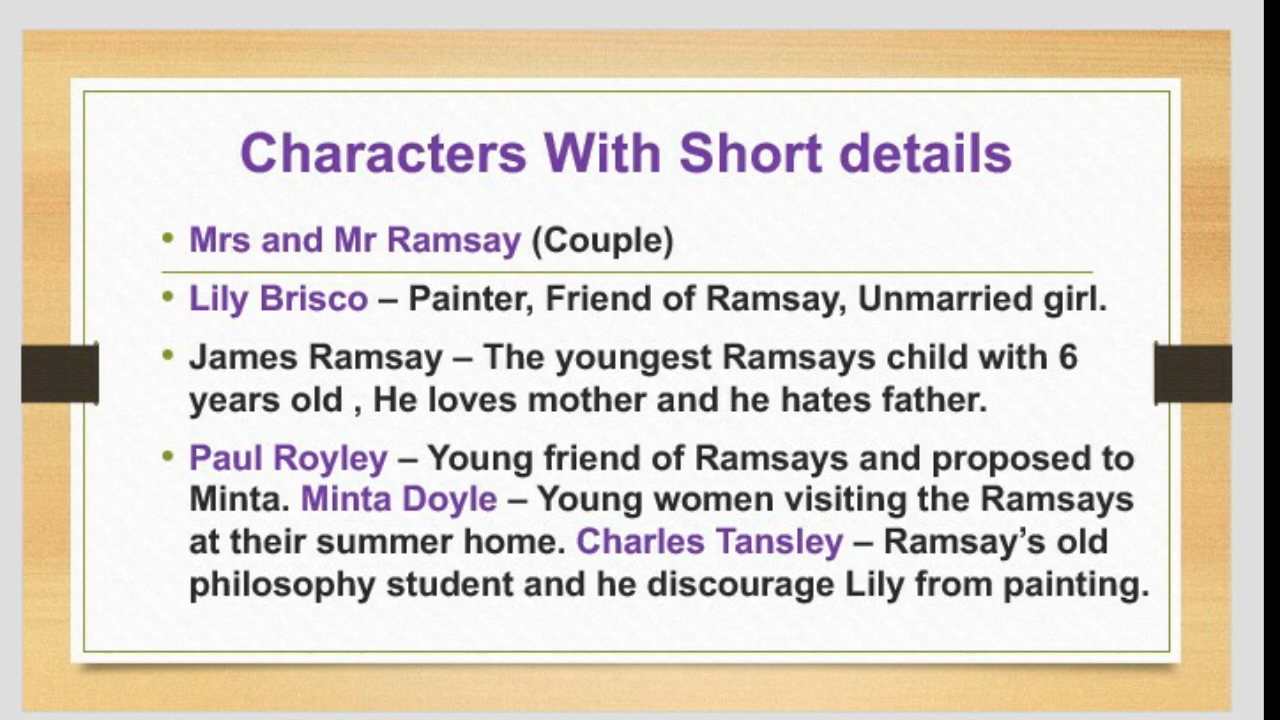 Characters With Short details
• Mrs and Mr Ramsay (Couple)
• Lily Brisco – Painter, Friend of Ramsay, Unmarried girl.
• James Ramsay – The youngest Ramsays child with 6
years old , He loves mother and he hates father.
• Paul Royley – Young friend of Ramsays and proposed to
Minta. Minta Doyle – Young women visiting the Ramsays
at their summer home. Charles Tansley – Ramsay’s old
philosophy student and he discourage Lily from painting.